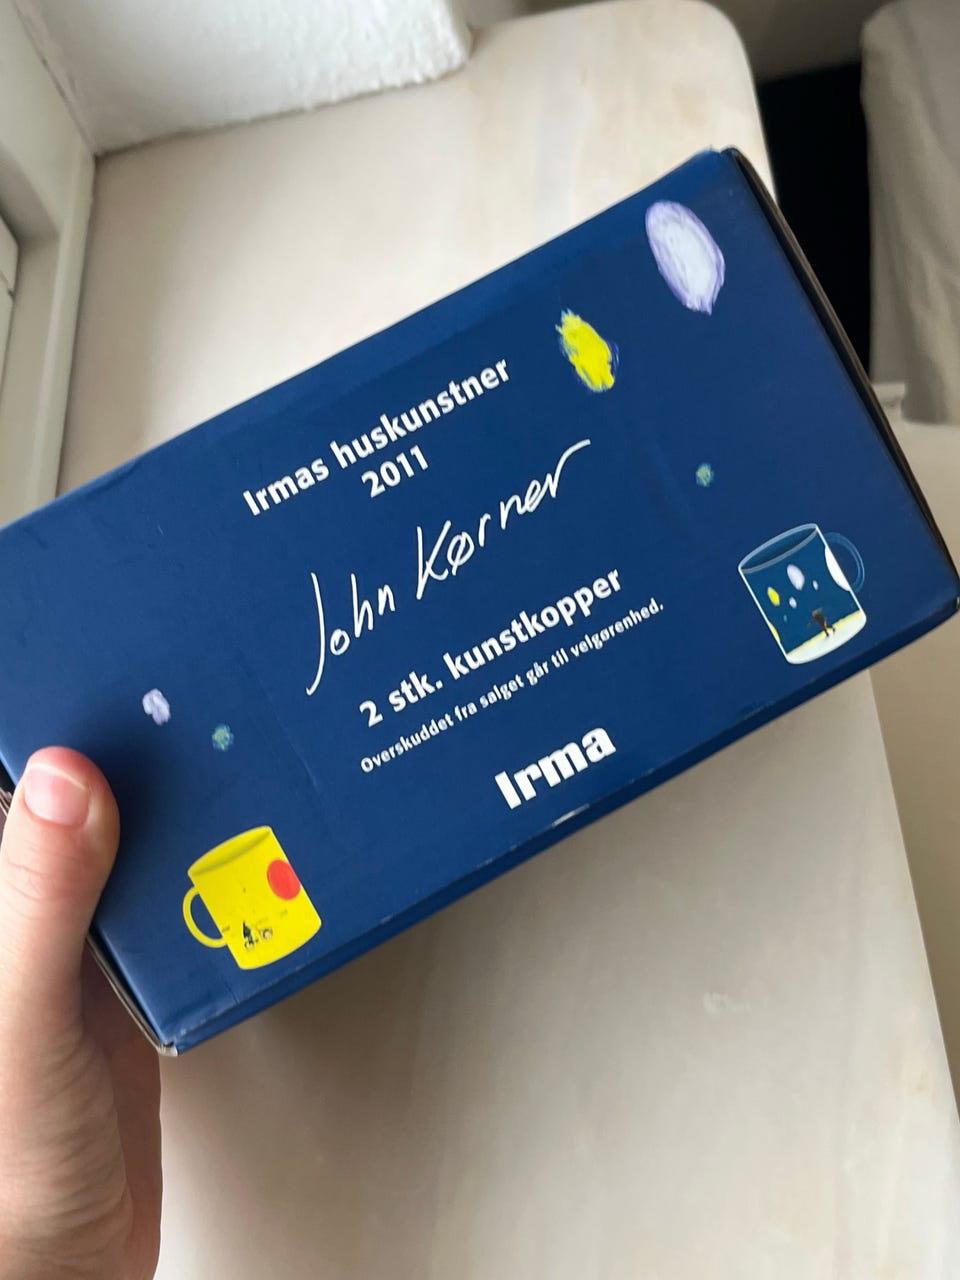 Irmas huskunstner
2011
John Kørner
2 stk. kunstkopper
Overskuddet fra salget går til velgørenhed.
Irma